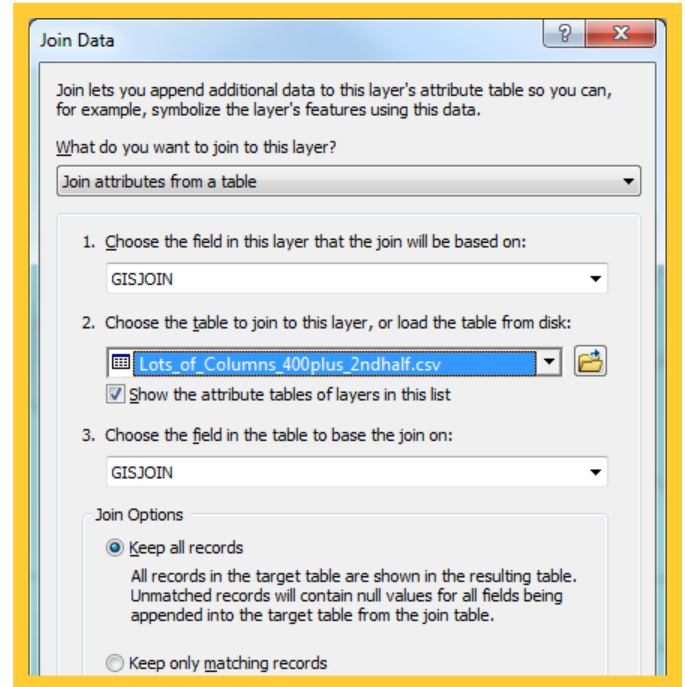 Join Data
Join lets you append additional data to this layer's attribute table so you can,
for example, symbolize the layer's features using this data.
What do you want to join to this layer?
Join attributes from a table
1. Choose the field in this layer that the join will be based on:
GISJOIN
2. Choose the table to join to this layer, or load the table from disk:
Lots_of_Columns_400plus_2ndhalf.csv
Show the attribute tables of layers in this list
3. Choose the field in the table to base the join on:
GISJOIN
Join Options
Keep all records
All records in the target table are shown in the resulting table.
Unmatched records will contain null values for all fields being
appended into the target table from the join table.
Keep only matching records